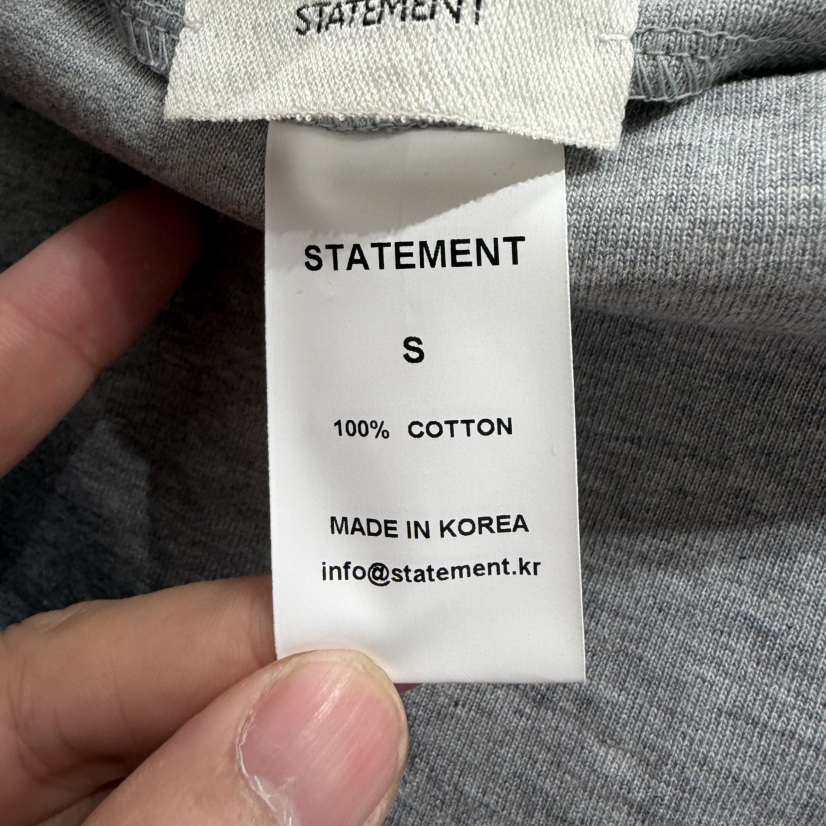 STATEMENT
STATEMENT
S
100% COTTON
MADE IN KOREA
info@statement.kr